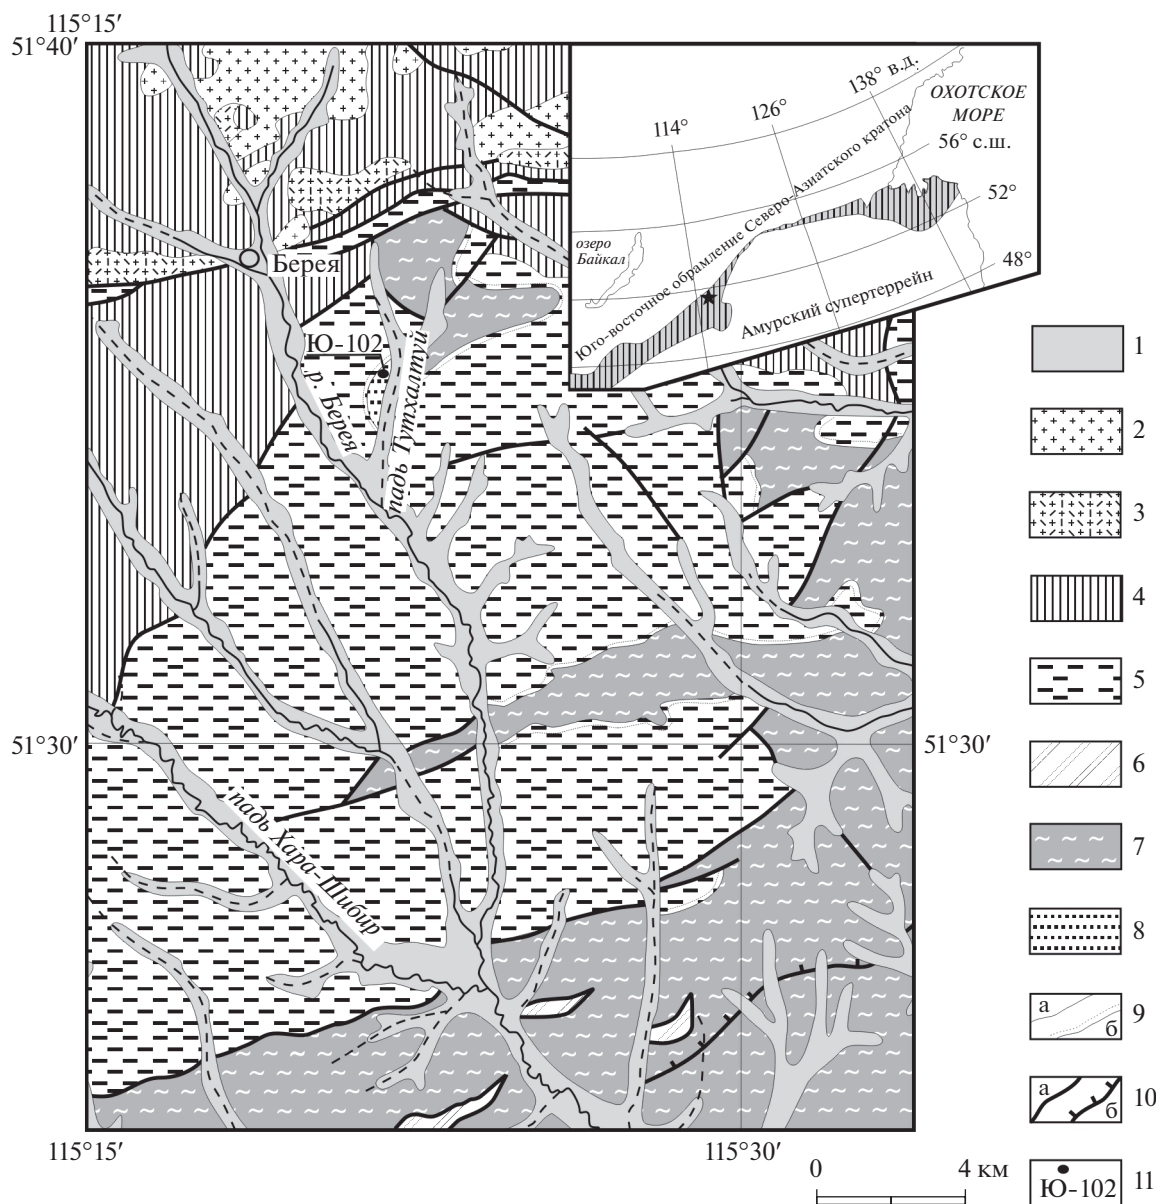 115°15′
51°40′
114°
126°
138° в.д.
ОХОТСКОЕ
МОРЕ
56° с.ш.
52°
48°
озеро
Байкал
Юго-восточное обрамление Северо-Азиатского кратона
Амурский супертеррейн
Берея
Ю-102
р. Берея
падь Тутхалтуй
51°30′
51°30′
падь Хара-Шибир
115°15′
115°30′
0
4 км
1
2
3
4
5
6
7
8
а
б
9
а
б
10
Ю-102
11